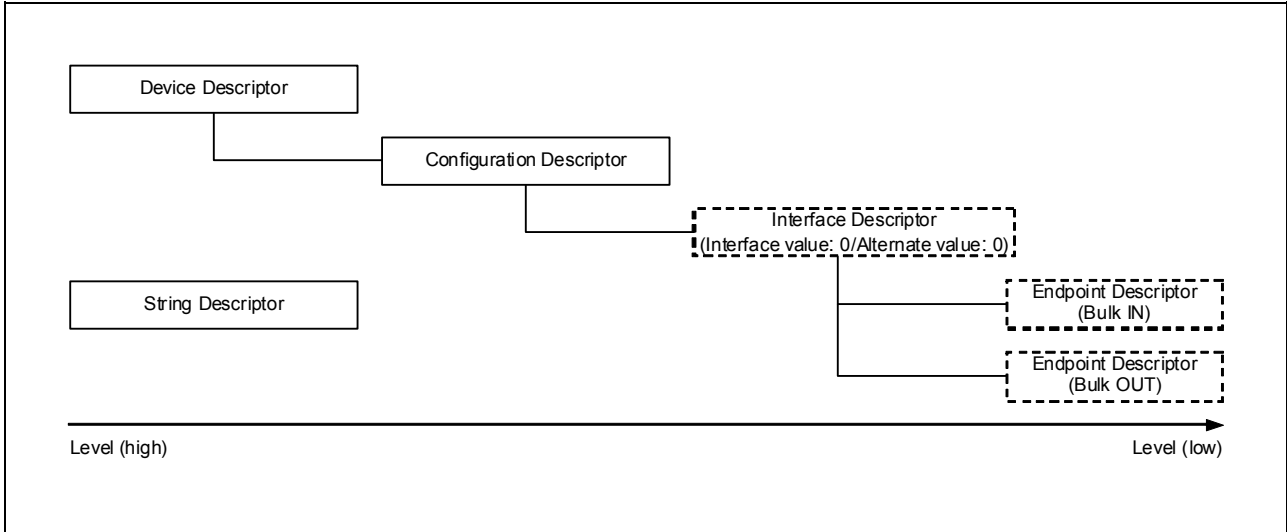 Device Descriptor
Configuration Descriptor
Interface Descriptor
(Interface value: 0/Alternate value: 0)
String Descriptor
Endpoint Descriptor
(Bulk IN)
Endpoint Descriptor
(Bulk OUT)
Level (high)
Level (low)